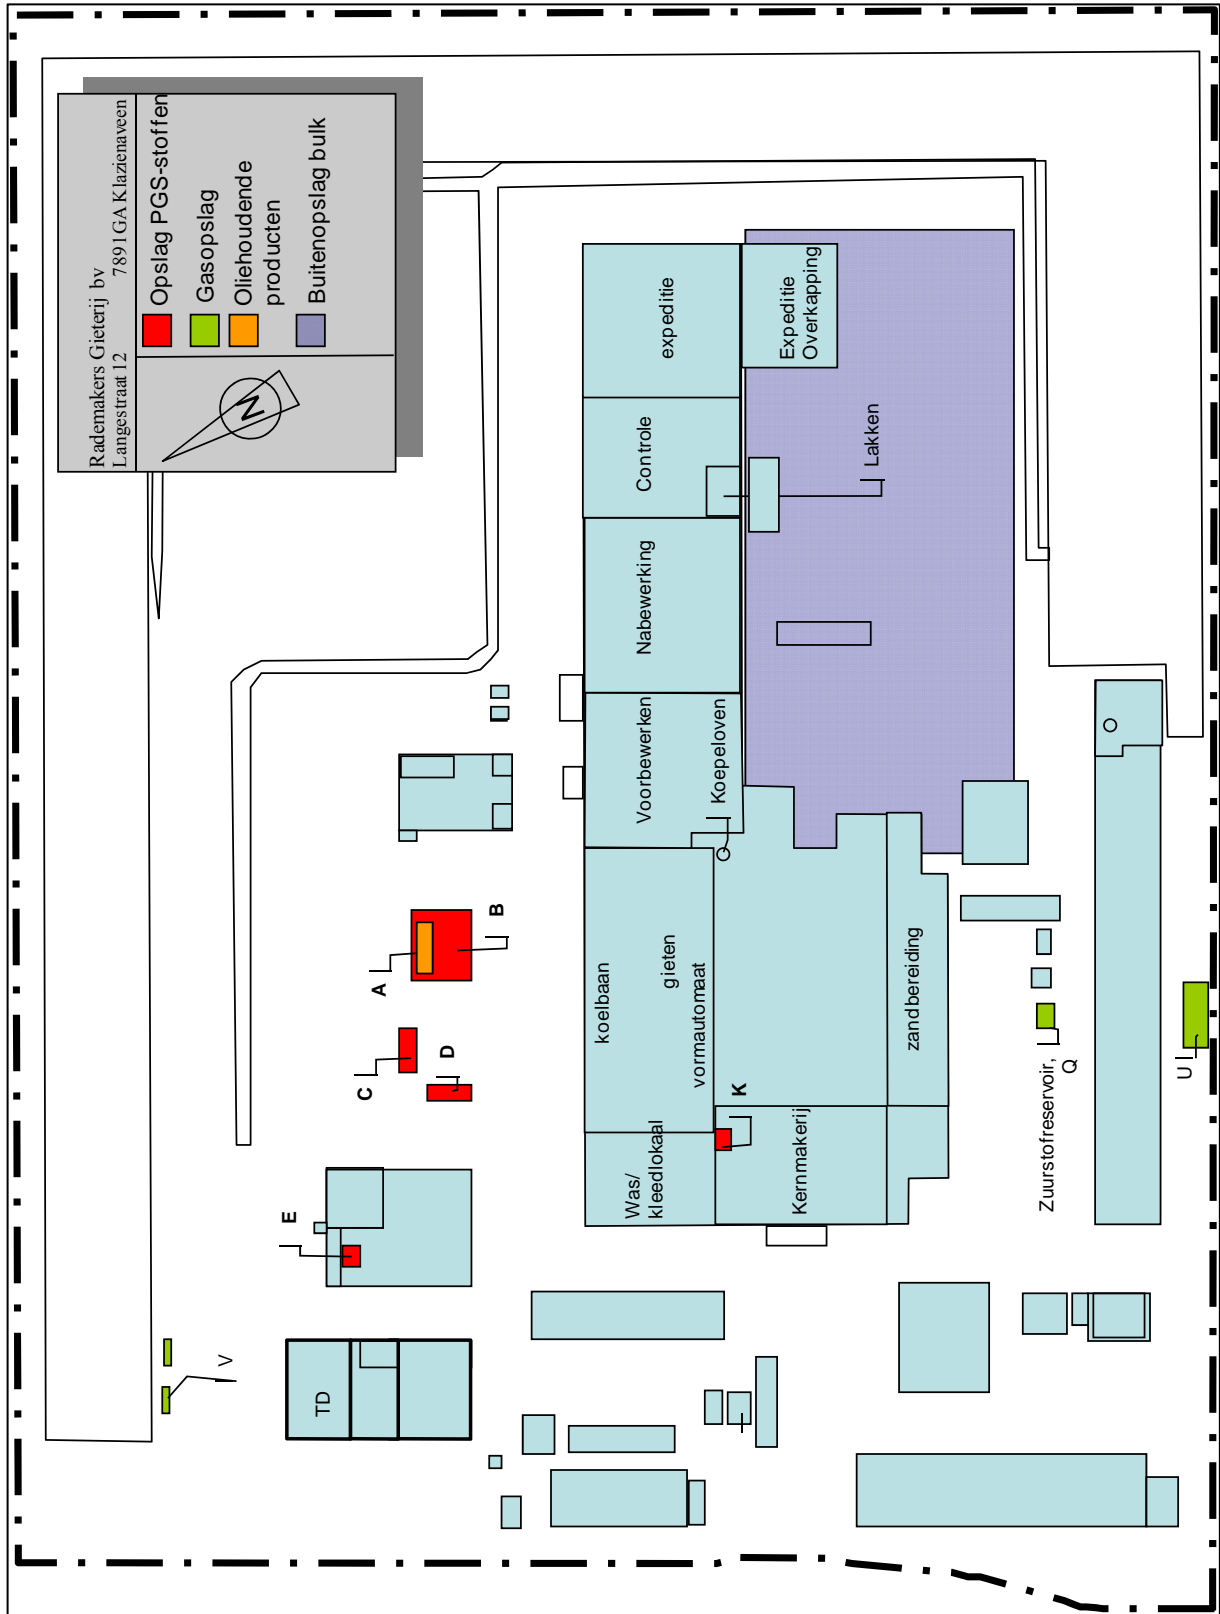 Rademakers Gieterij bv
Langestraat 12 7891 GA Klazienaveen
Opslag PGS-stoffen
Gasopslag
Oliehoudende
producten
Buitenopslag bulk
N
expeditie
Expeditie
Overkapping
Controle
Lakken
Nabewerking
Voorbewerken
Koepeloven
koelbaan
gieten
vormautomaat
zandbereiding
Was/
kleedlokaal
Kernmakerij
K
A
B
C
D
E
V
TD
Zuurstofreservoir,
Q
U